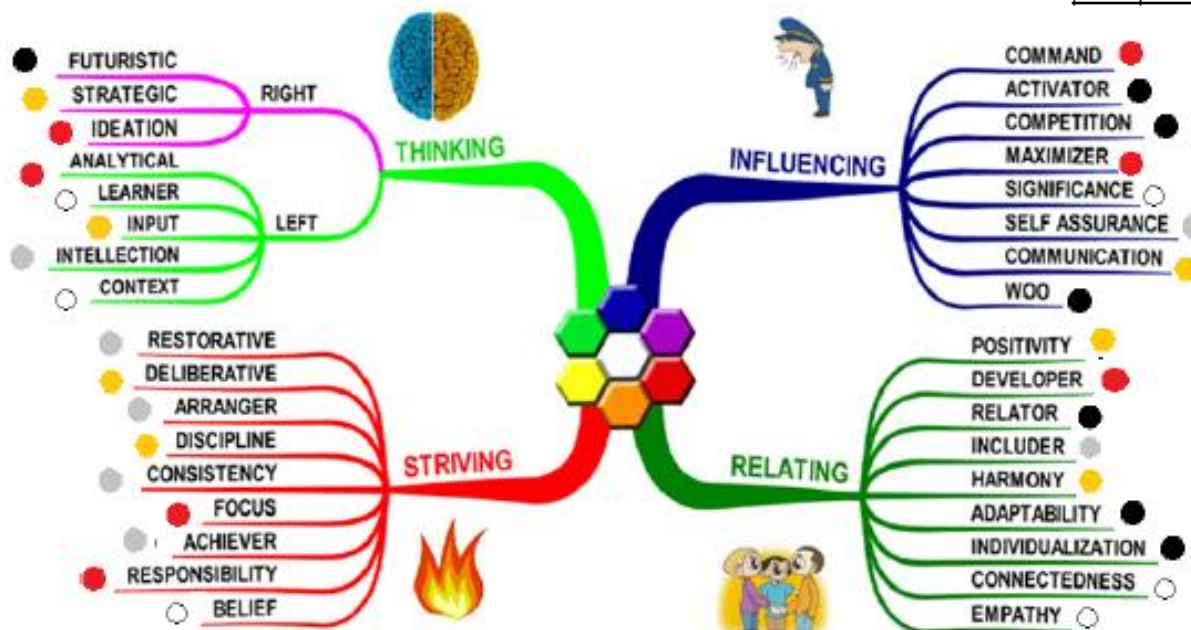 THINKING
RIGHT
FUTURISTIC
STRATEGIC
IDEATION
LEFT
ANALYTICAL
LEARNER
INPUT
INTELLECTION
CONTEXT
INFLUENCING
COMMAND
ACTIVATOR
COMPETITION
MAXIMIZER
SIGNIFICANCE
SELF ASSURANCE
COMMUNICATION
WOO
STRIVING
RESTORATIVE
DELIBERATIVE
ARRANGER
DISCIPLINE
CONSISTENCY
FOCUS
ACHIEVER
RESPONSIBILITY
BELIEF
RELATING
POSITIVITY
DEVELOPER
RELATOR
INCLUDER
HARMONY
ADAPTABILITY
INDIVIDUALIZATION
CONNECTEDNESS
EMPATHY